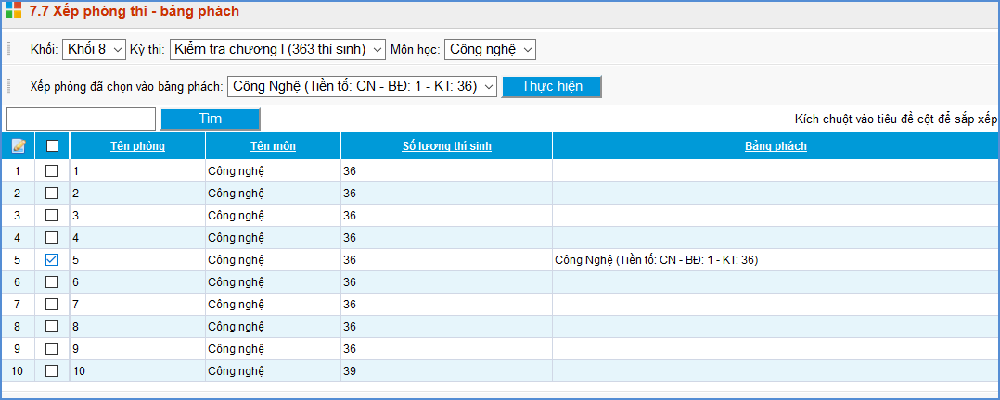 7.7 Xếp phòng thi - bảng phách
Khối: Khối 8 Kỳ thi: Kiểm tra chương I (363 thí sinh) Môn học: Công nghệ
Xếp phòng đã chọn vào bảng phách: Công Nghệ (Tiền tố: CN - BĐ: 1 - KT: 36) Thực hiện
Tìm Kích chuột vào tiêu đề cột để sắp xếp
Tên phòng Tên môn Số lương thí sinh Bảng phách
1 1 Công nghệ 36
2 2 Công nghệ 36
3 3 Công nghệ 36
4 4 Công nghệ 36
5 5 Công nghệ 36 Công Nghệ (Tiền tố: CN - BĐ: 1 - KT: 36)
6 6 Công nghệ 36
7 7 Công nghệ 36
8 8 Công nghệ 36
9 9 Công nghệ 36
10 10 Công nghệ 39